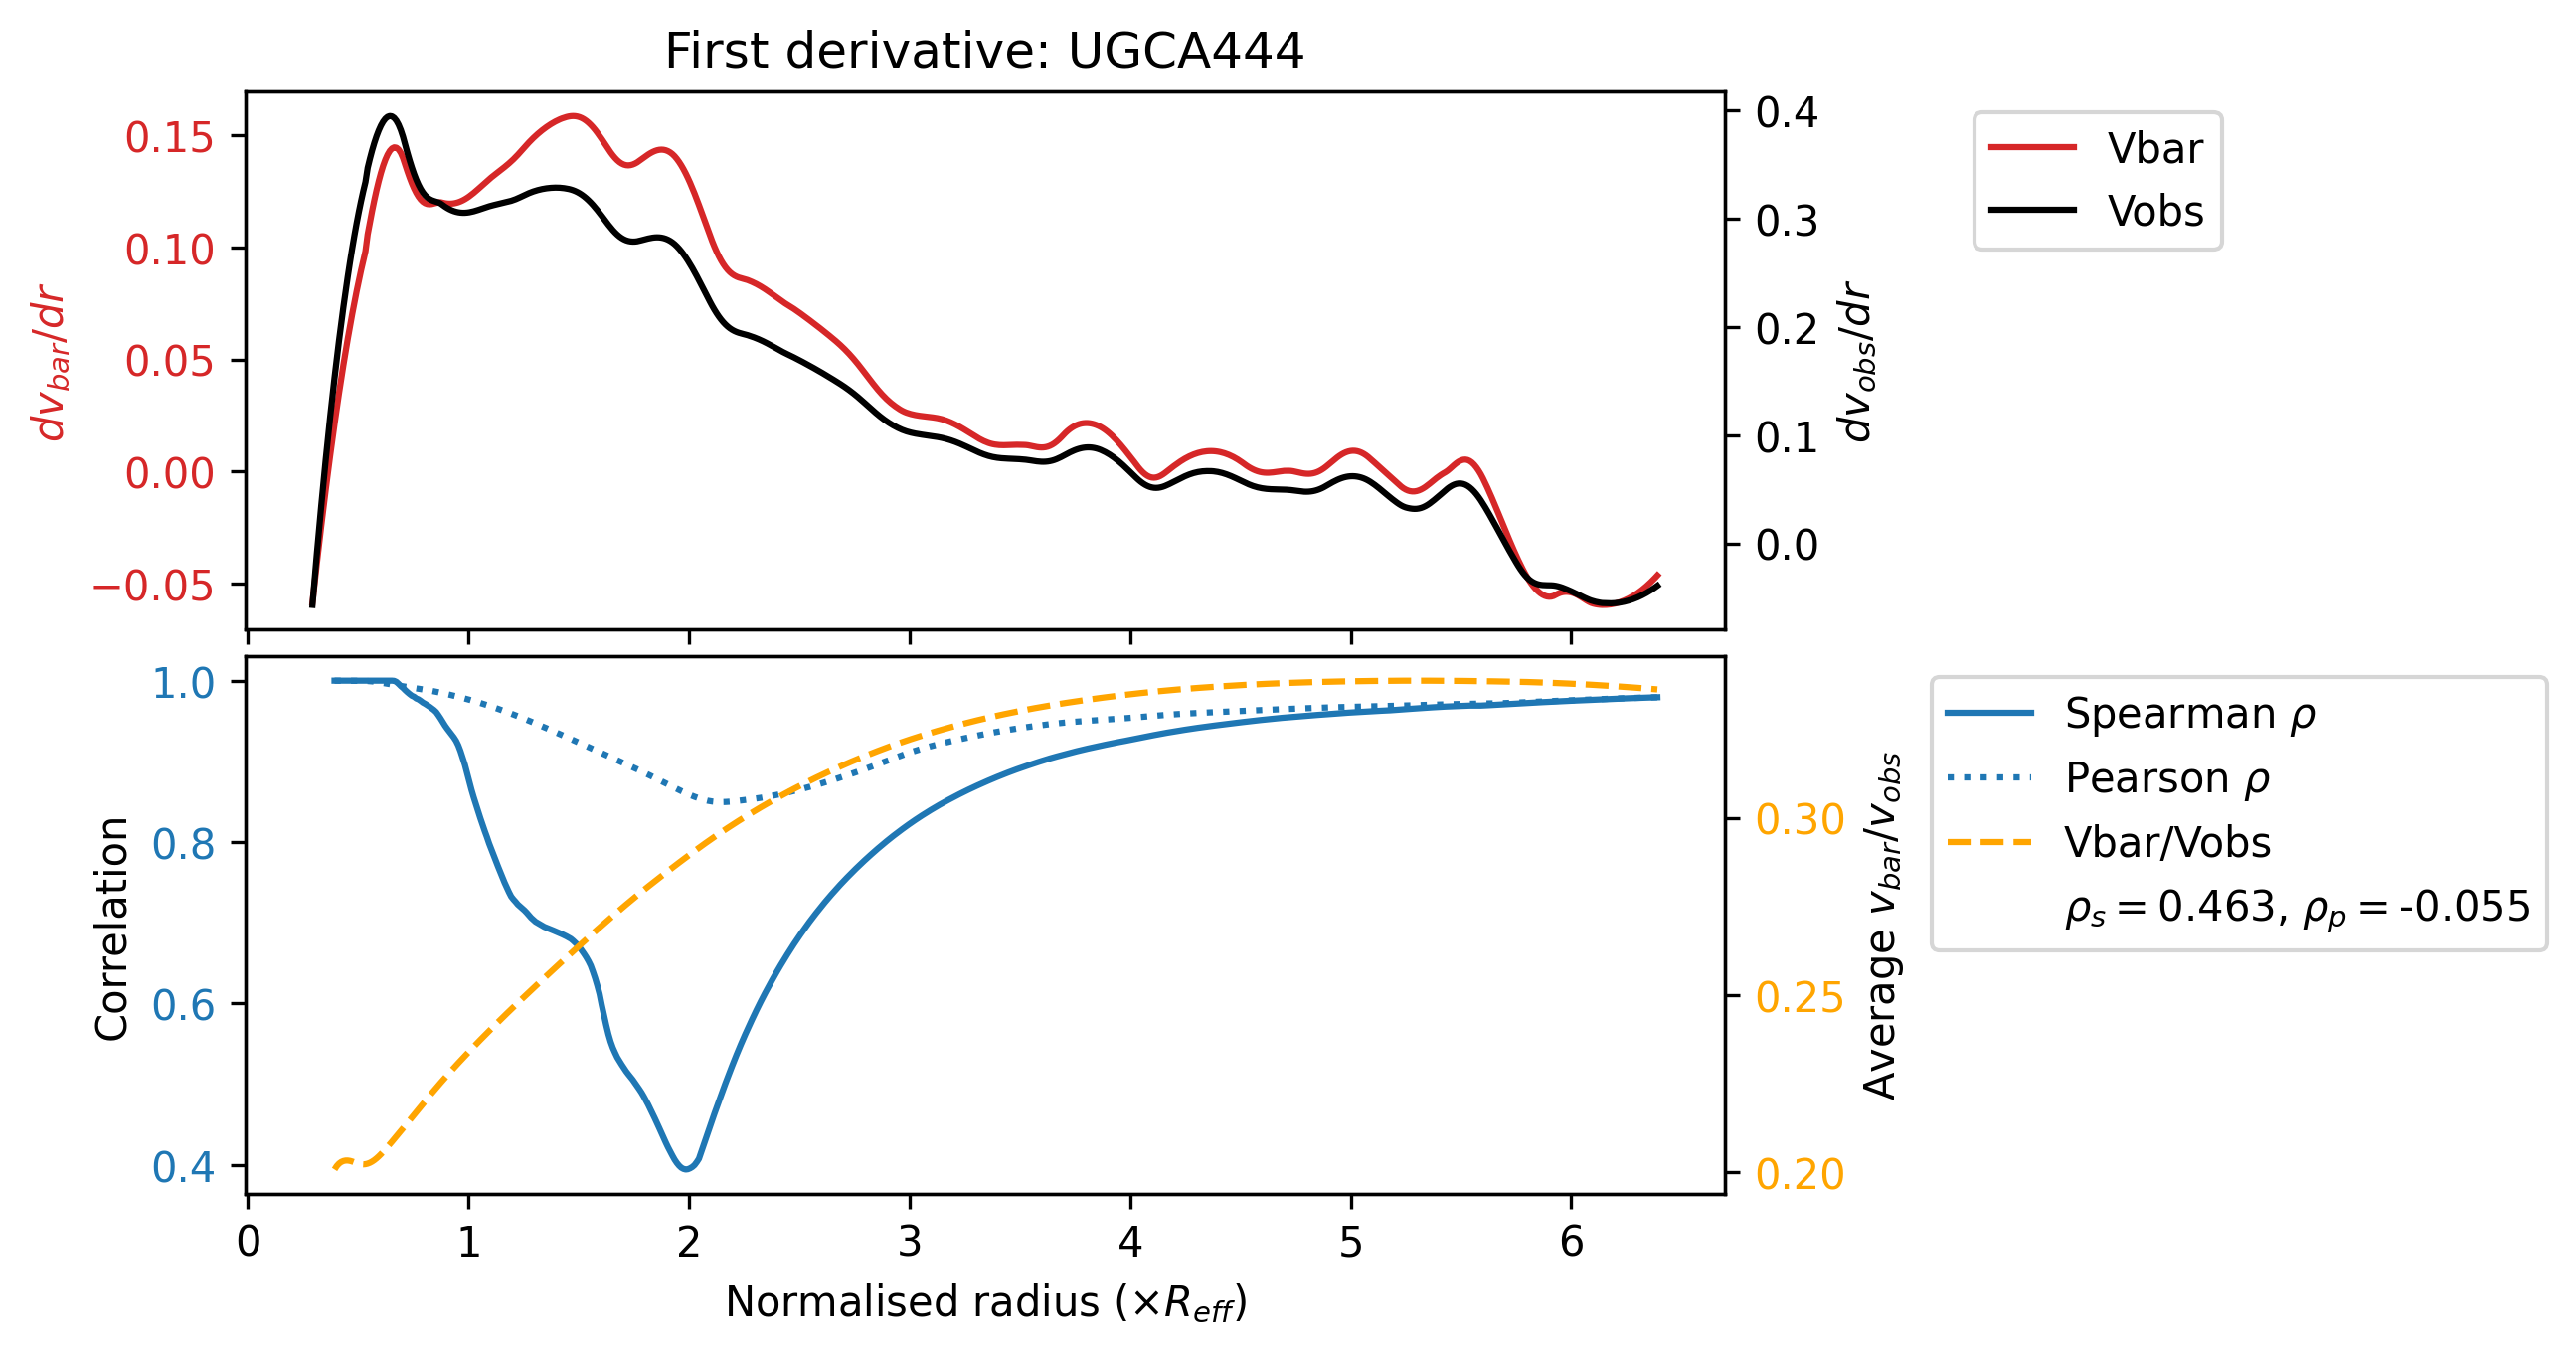 First derivative: UGCA444
0.15
0.10
0.05
0.00
−0.05
dv_bar/dr
0.4
0.3
0.2
0.1
0.0
dv_obs/dr
Vbar
Vobs
1.0
0.8
0.6
0.4
Correlation
0.30
0.25
0.20
Average v_bar/v_obs
Spearman ρ
Pearson ρ
Vbar/Vobs
ρ_s = 0.463, ρ_p = -0.055
0 1 2 3 4 5 6
Normalised radius (×R_eff)